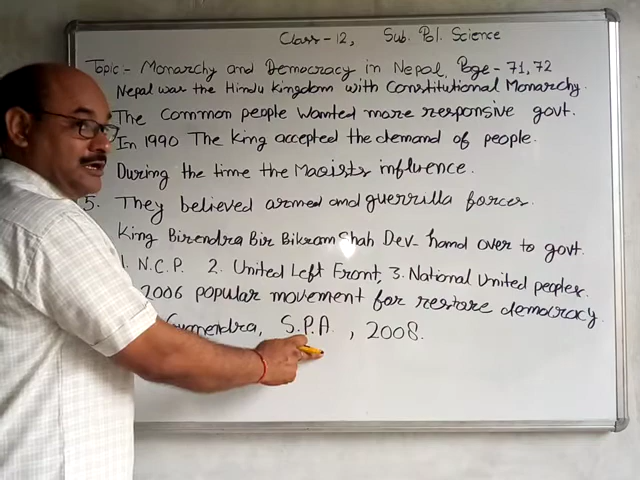 Class-12, Sub. Pol. Science
Topic - Monarchy and Democracy in Nepal, Page - 71, 72
Nepal was the Hindu Kingdom with Constitutional Monarchy.
The Common people wanted more responsive govt.
In 1990 The King accepted the demand of people.
During the time the Maoists influence.
5. They believed armed and guerrilla forces.
King Birendra Bir Bikram Shah Dev - hand over to govt.
1. N.C.P. 2. United Left Front, 3. National United peoples.
2006 popular movement for restore democracy
Gyanendra, S.P.A. , 2008.